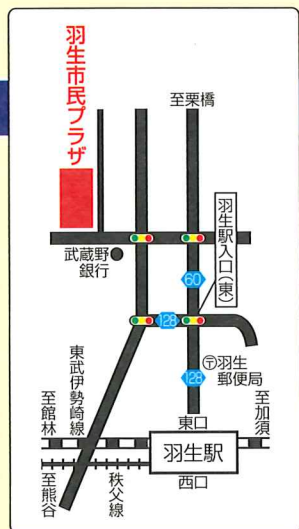 羽生市民プラザ
至栗橋
羽生駅入口（東）
武蔵野
銀行
60
128
〒羽生
郵便局
128
東武伊勢崎線
至館林
東口
至加須
羽生駅
西口
秩父線
至熊谷